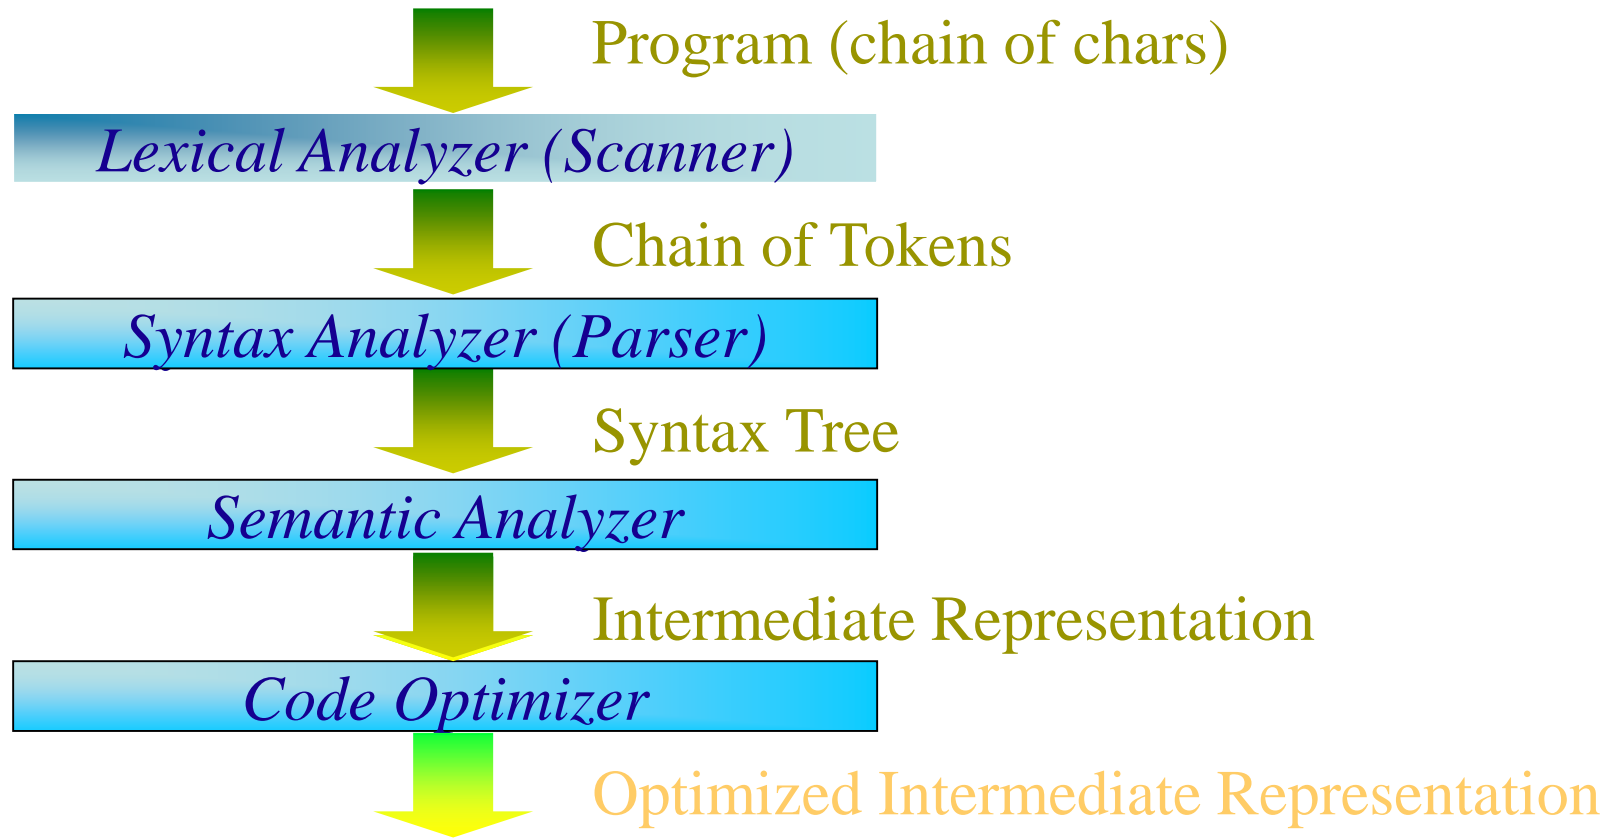 Program (chain of chars)
Lexical Analyzer (Scanner)
Chain of Tokens
Syntax Analyzer (Parser)
Syntax Tree
Semantic Analyzer
Intermediate Representation
Code Optimizer
Optimized Intermediate Representation